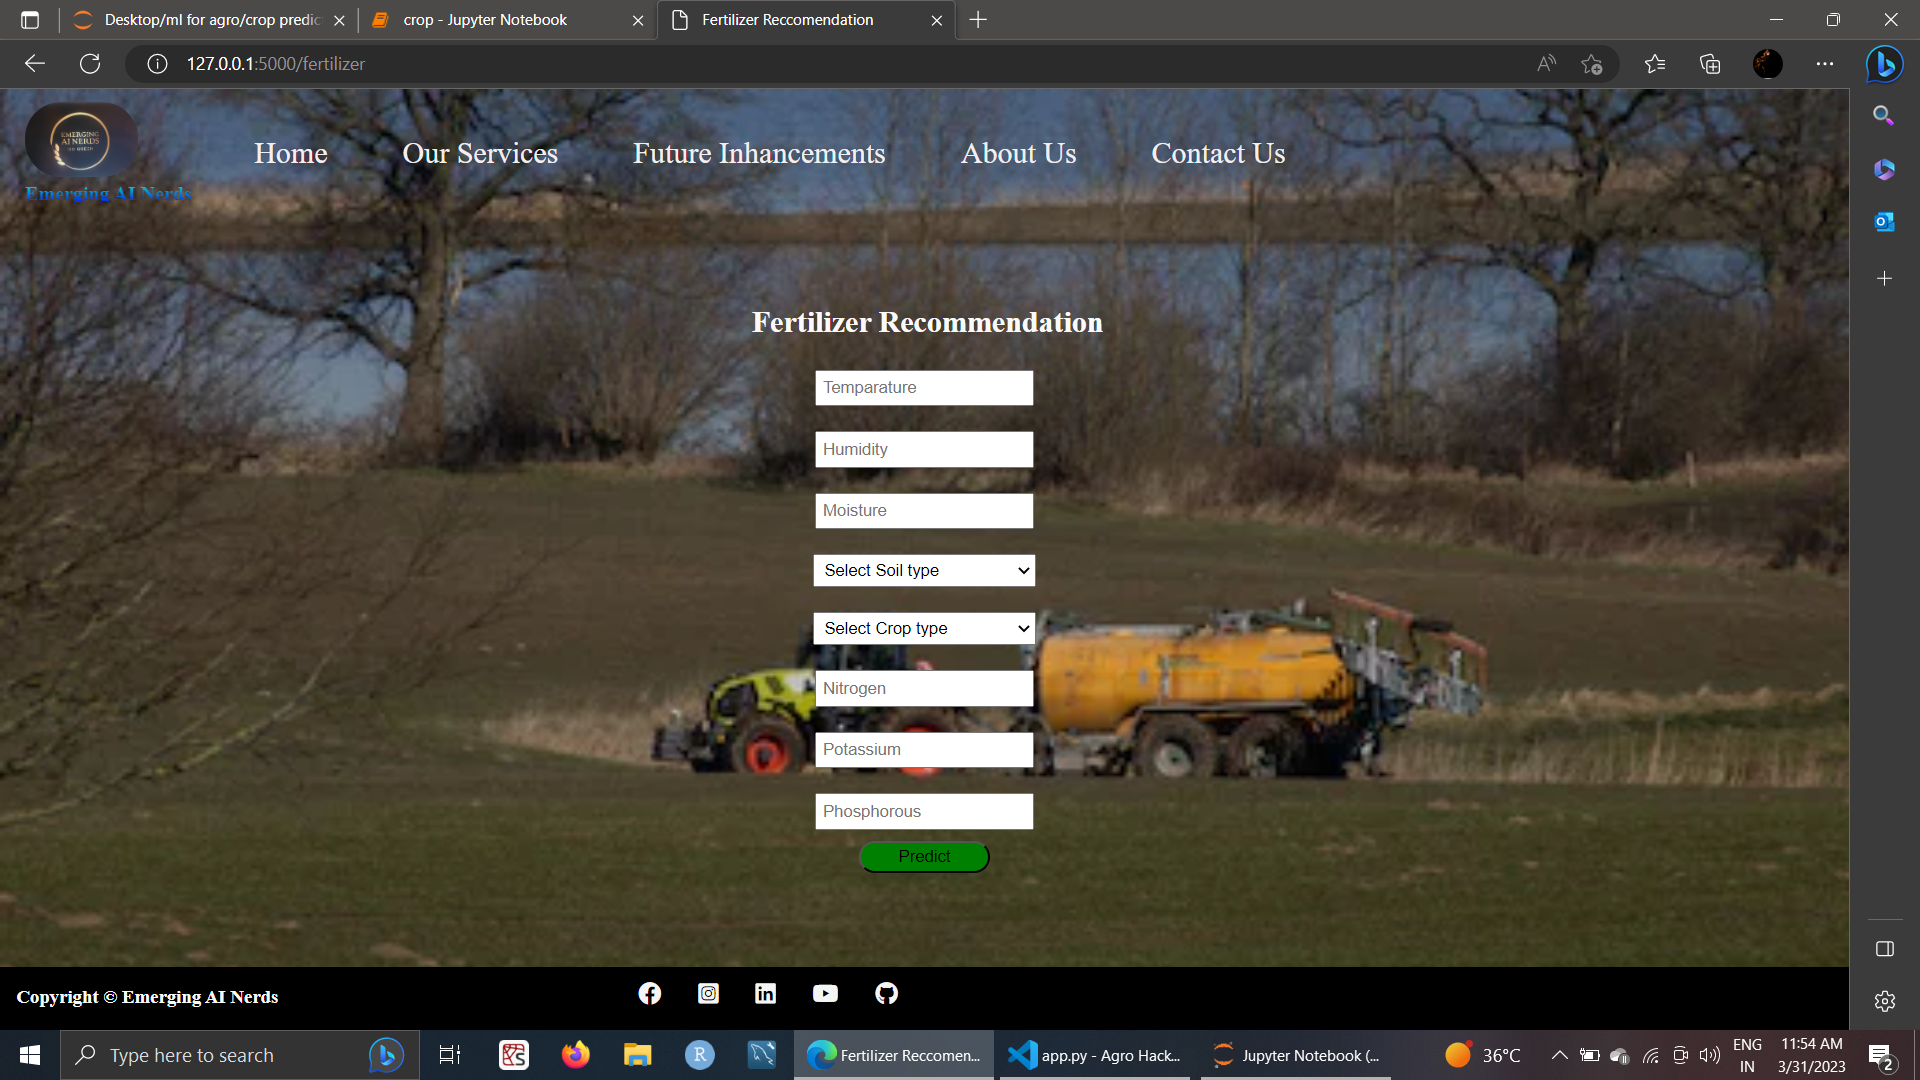 Desktop/ml for agro/crop predic
crop - Jupyter Notebook
Fertilizer Reccomendation
127.0.0.1:5000/fertilizer
EMERGING
AI NERDS
Emerging AI Nerds
Home
Our Services
Future Inhancements
About Us
Contact Us
Fertilizer Recommendation
Temparature
Humidity
Moisture
Select Soil type
Select Crop type
Nitrogen
Potassium
Phosphorous
Predict
Copyright © Emerging AI Nerds
Type here to search
Fertilizer Reccomen...
app.py - Agro Hack...
Jupyter Notebook (...
36°C
ENG
IN
11:54 AM
3/31/2023
2